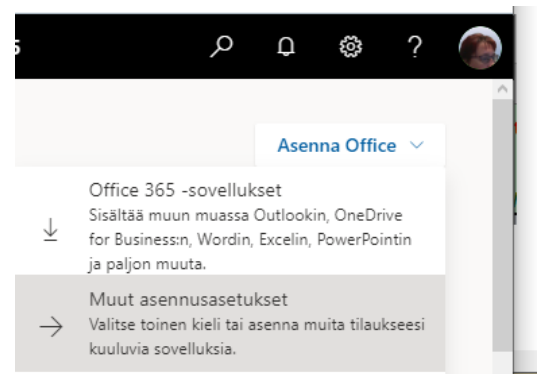 5
?
Asenna Office
Office 365 -sovellukset
Sisältää muun muassa Outlookin, OneDrive
for Business:n, Wordin, Excelin, PowerPointin
ja paljon muuta.
Muut asennusasetukset
Valitse toinen kieli tai asenna muita tilaukseesi
kuuluvia sovelluksia.